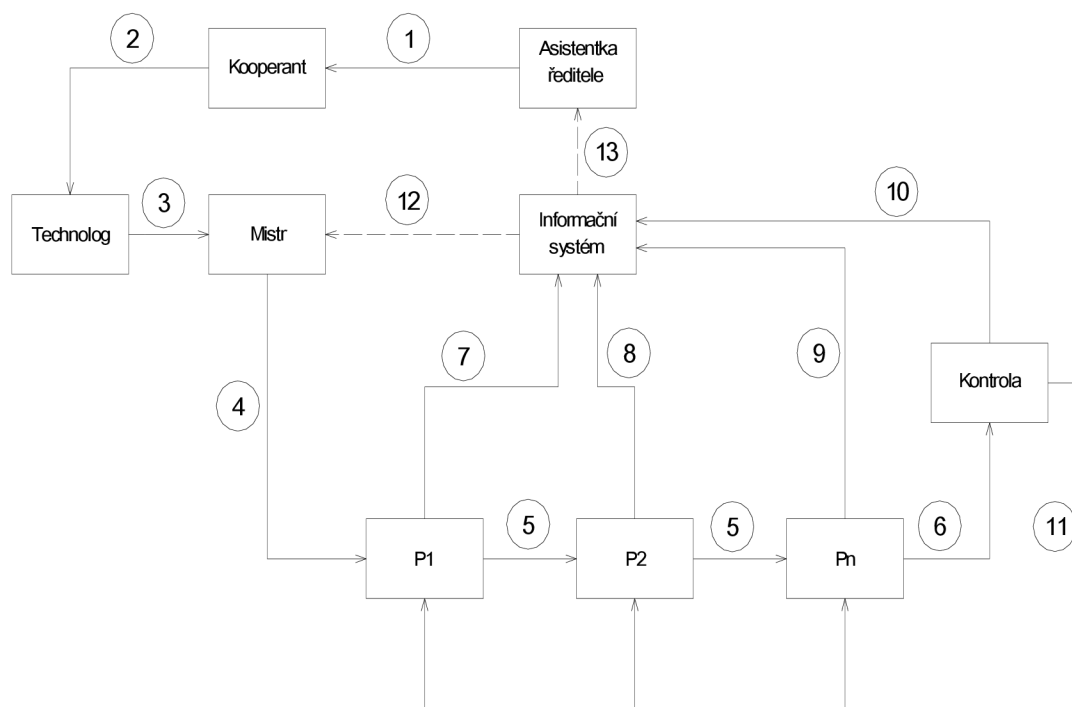 2
1
Kooperant
Asistentka
ředitele
13
10
3
12
Technolog
Mistr
Informační
systém
7
8
9
Kontrola
4
5
5
6
11
P1
P2
Pn